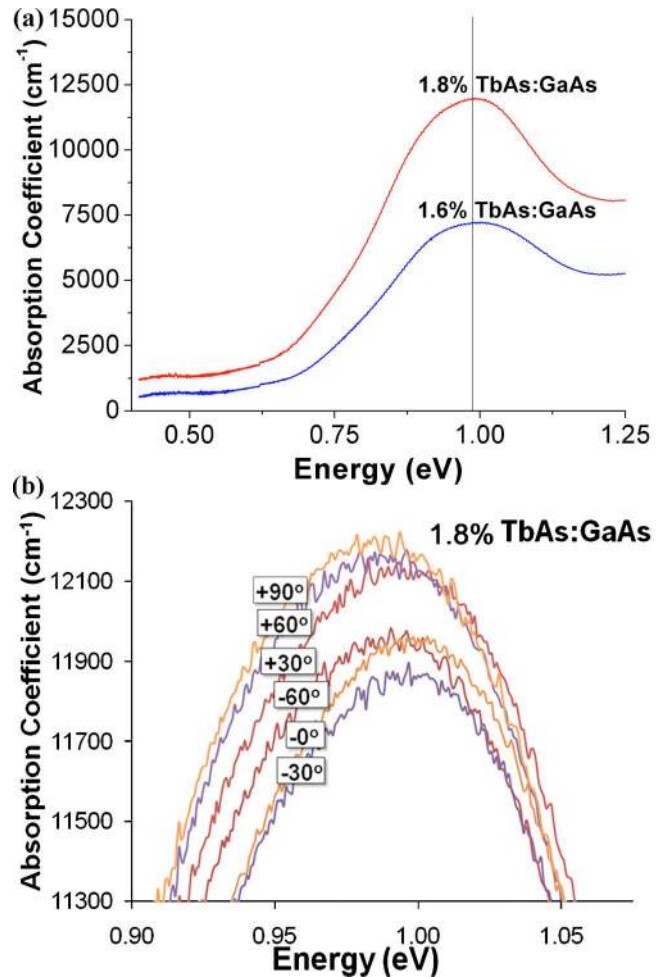 (a)
Absorption Coefficient (cm⁻¹)
15000
12500
10000
7500
5000
2500
0
1.8% TbAs:GaAs
1.6% TbAs:GaAs
0.50 0.75 1.00 1.25
Energy (eV)
(b)
Absorption Coefficient (cm⁻¹)
12300
12100
11900
11700
11500
11300
1.8% TbAs:GaAs
+90°
+60°
+30°
-60°
-0°
-30°
0.90 0.95 1.00 1.05
Energy (eV)